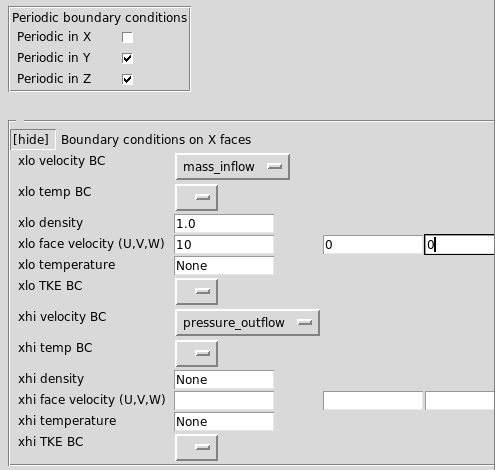 Periodic boundary conditions
Periodic in X
Periodic in Y
Periodic in Z
[hide] Boundary conditions on X faces
xlo velocity BC mass_inflow
xlo temp BC
xlo density 1.0
xlo face velocity (U,V,W) 10 0 0
xlo temperature None
xlo TKE BC
xhi velocity BC pressure_outflow
xhi temp BC
xhi density None
xhi face velocity (U,V,W)
xhi temperature None
xhi TKE BC